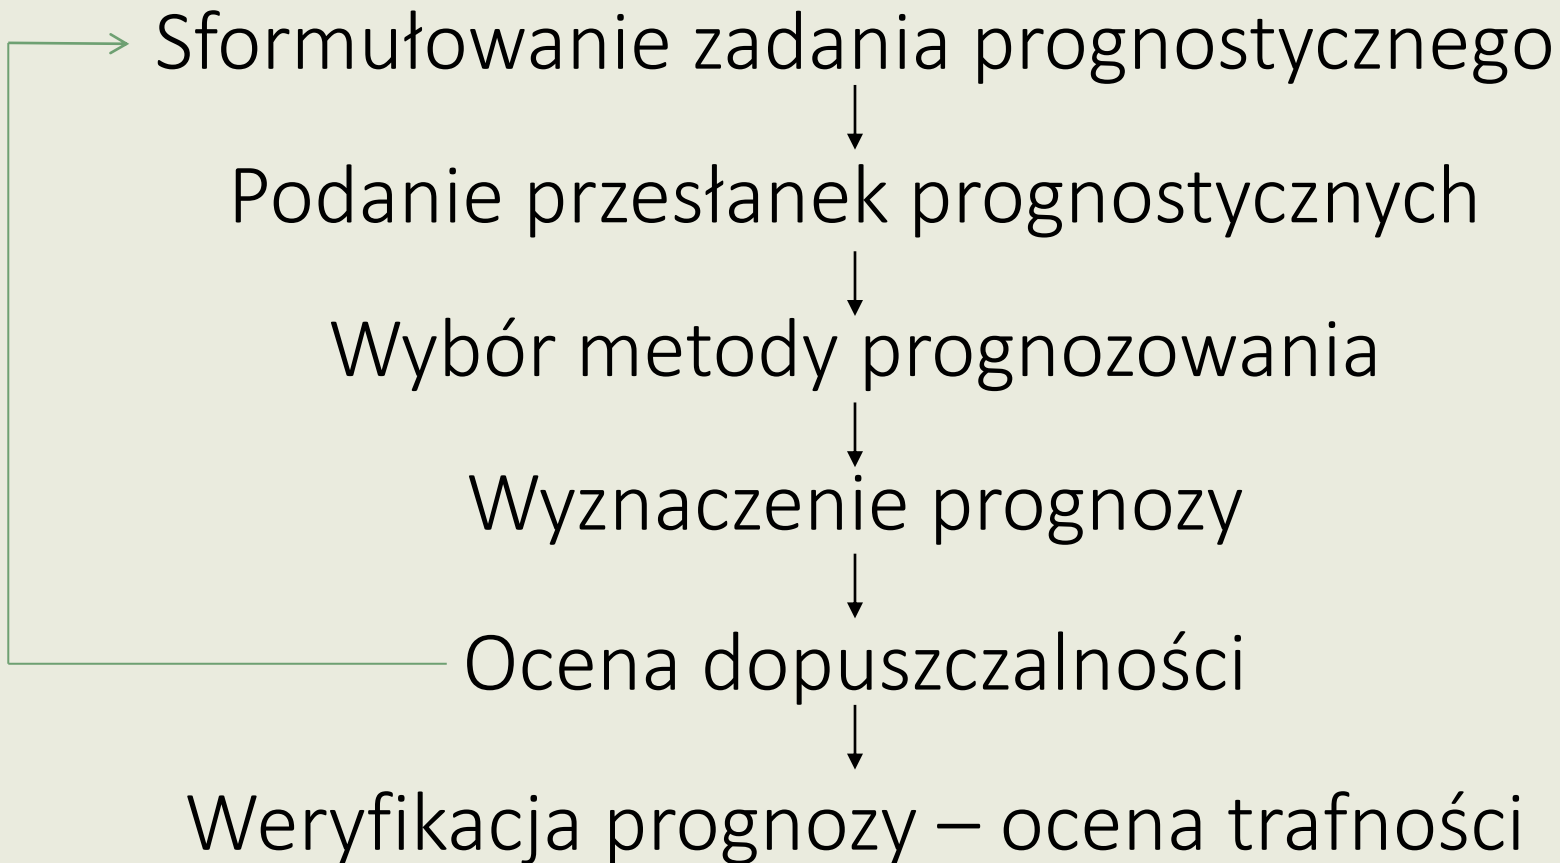 Sformułowanie zadania prognostycznego
Podanie przesłanek prognostycznych
Wybór metody prognozowania
Wyznaczenie prognozy
Ocena dopuszczalności
Weryfikacja prognozy – ocena trafności